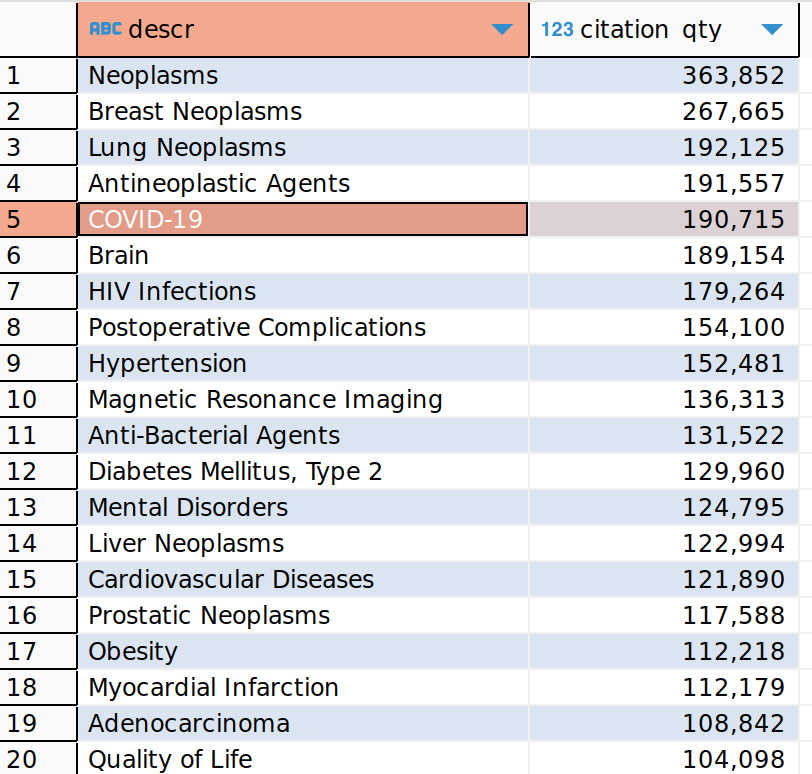 ABC descr 123 citation_qty
1 Neoplasms 363,852
2 Breast Neoplasms 267,665
3 Lung Neoplasms 192,125
4 Antineoplastic Agents 191,557
5 COVID-19 190,715
6 Brain 189,154
7 HIV Infections 179,264
8 Postoperative Complications 154,100
9 Hypertension 152,481
10 Magnetic Resonance Imaging 136,313
11 Anti-Bacterial Agents 131,522
12 Diabetes Mellitus, Type 2 129,960
13 Mental Disorders 124,795
14 Liver Neoplasms 122,994
15 Cardiovascular Diseases 121,890
16 Prostatic Neoplasms 117,588
17 Obesity 112,218
18 Myocardial Infarction 112,179
19 Adenocarcinoma 108,842
20 Quality of Life 104,098